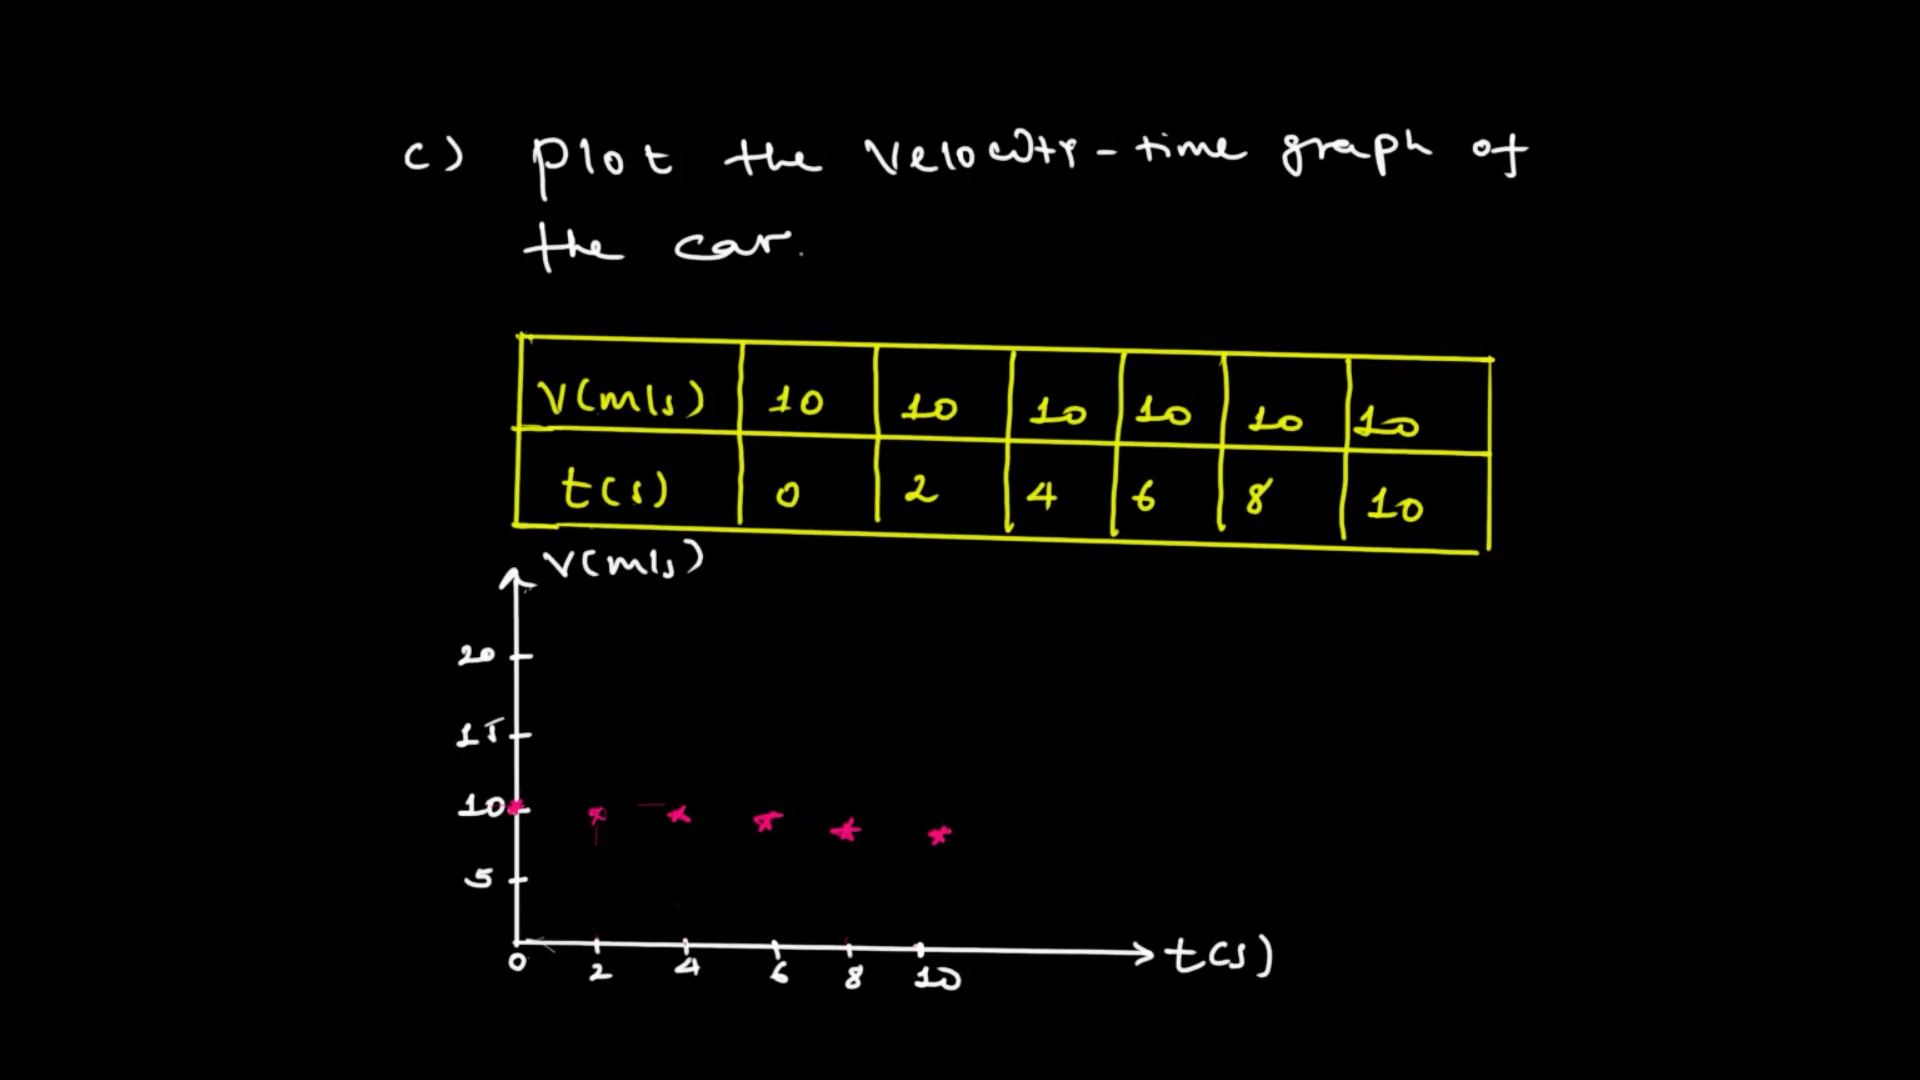 c) Plot the Velocity-time graph of
the car.
V(m/s) 10 10 10 10 10 10
t(s) 0 2 4 6 8 10
V(m/s)
20
15
10
5
0 2 4 6 8 10 t(s)